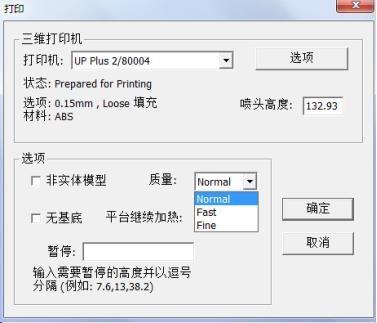 打印
三维打印机
打印机: UP Plus 2/80004 选项
状态: Prepared for Printing
选项: 0.15mm , Loose 填充 喷头高度: 132.93
材料: ABS
选项
非实体模型 质量: Normal
Normal
无基底 平台继续加热: Fast
Fine
确定
暂停: 取消
输入需要暂停的高度并以逗号
分隔 (例如: 7.6,13,38.2)